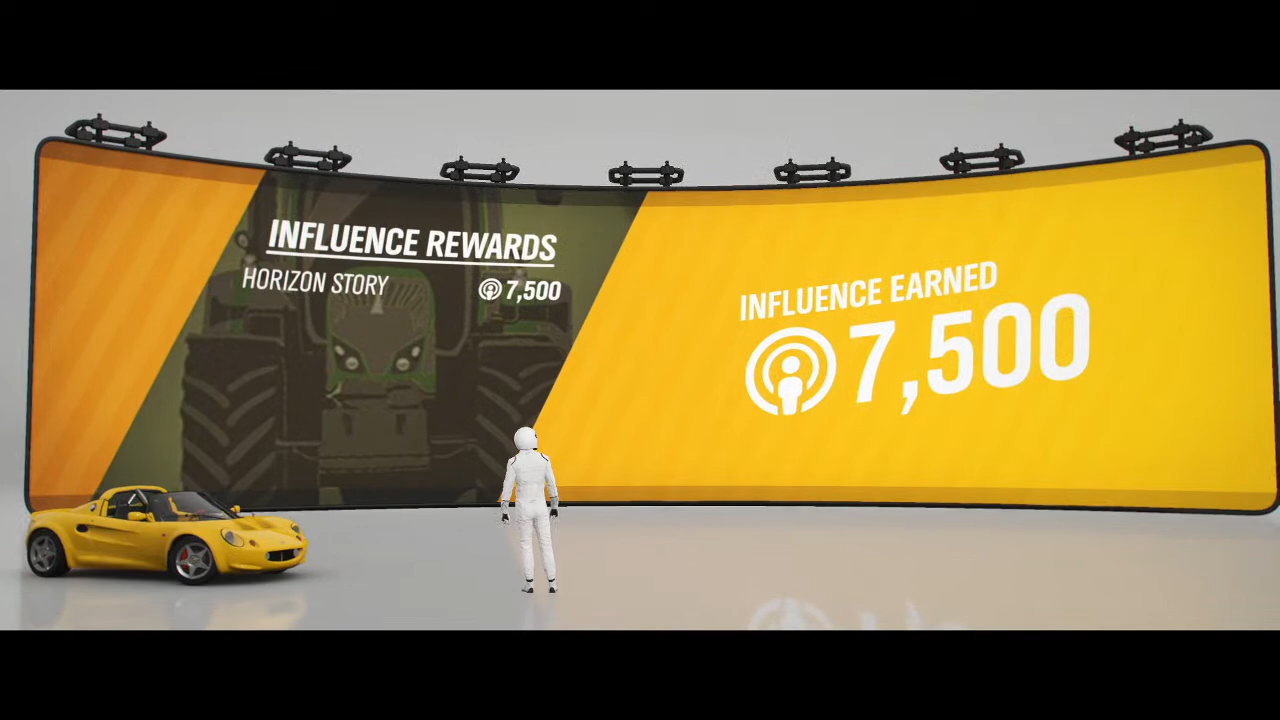 INFLUENCE REWARDS
HORIZON STORY 7,500
INFLUENCE EARNED
7,500